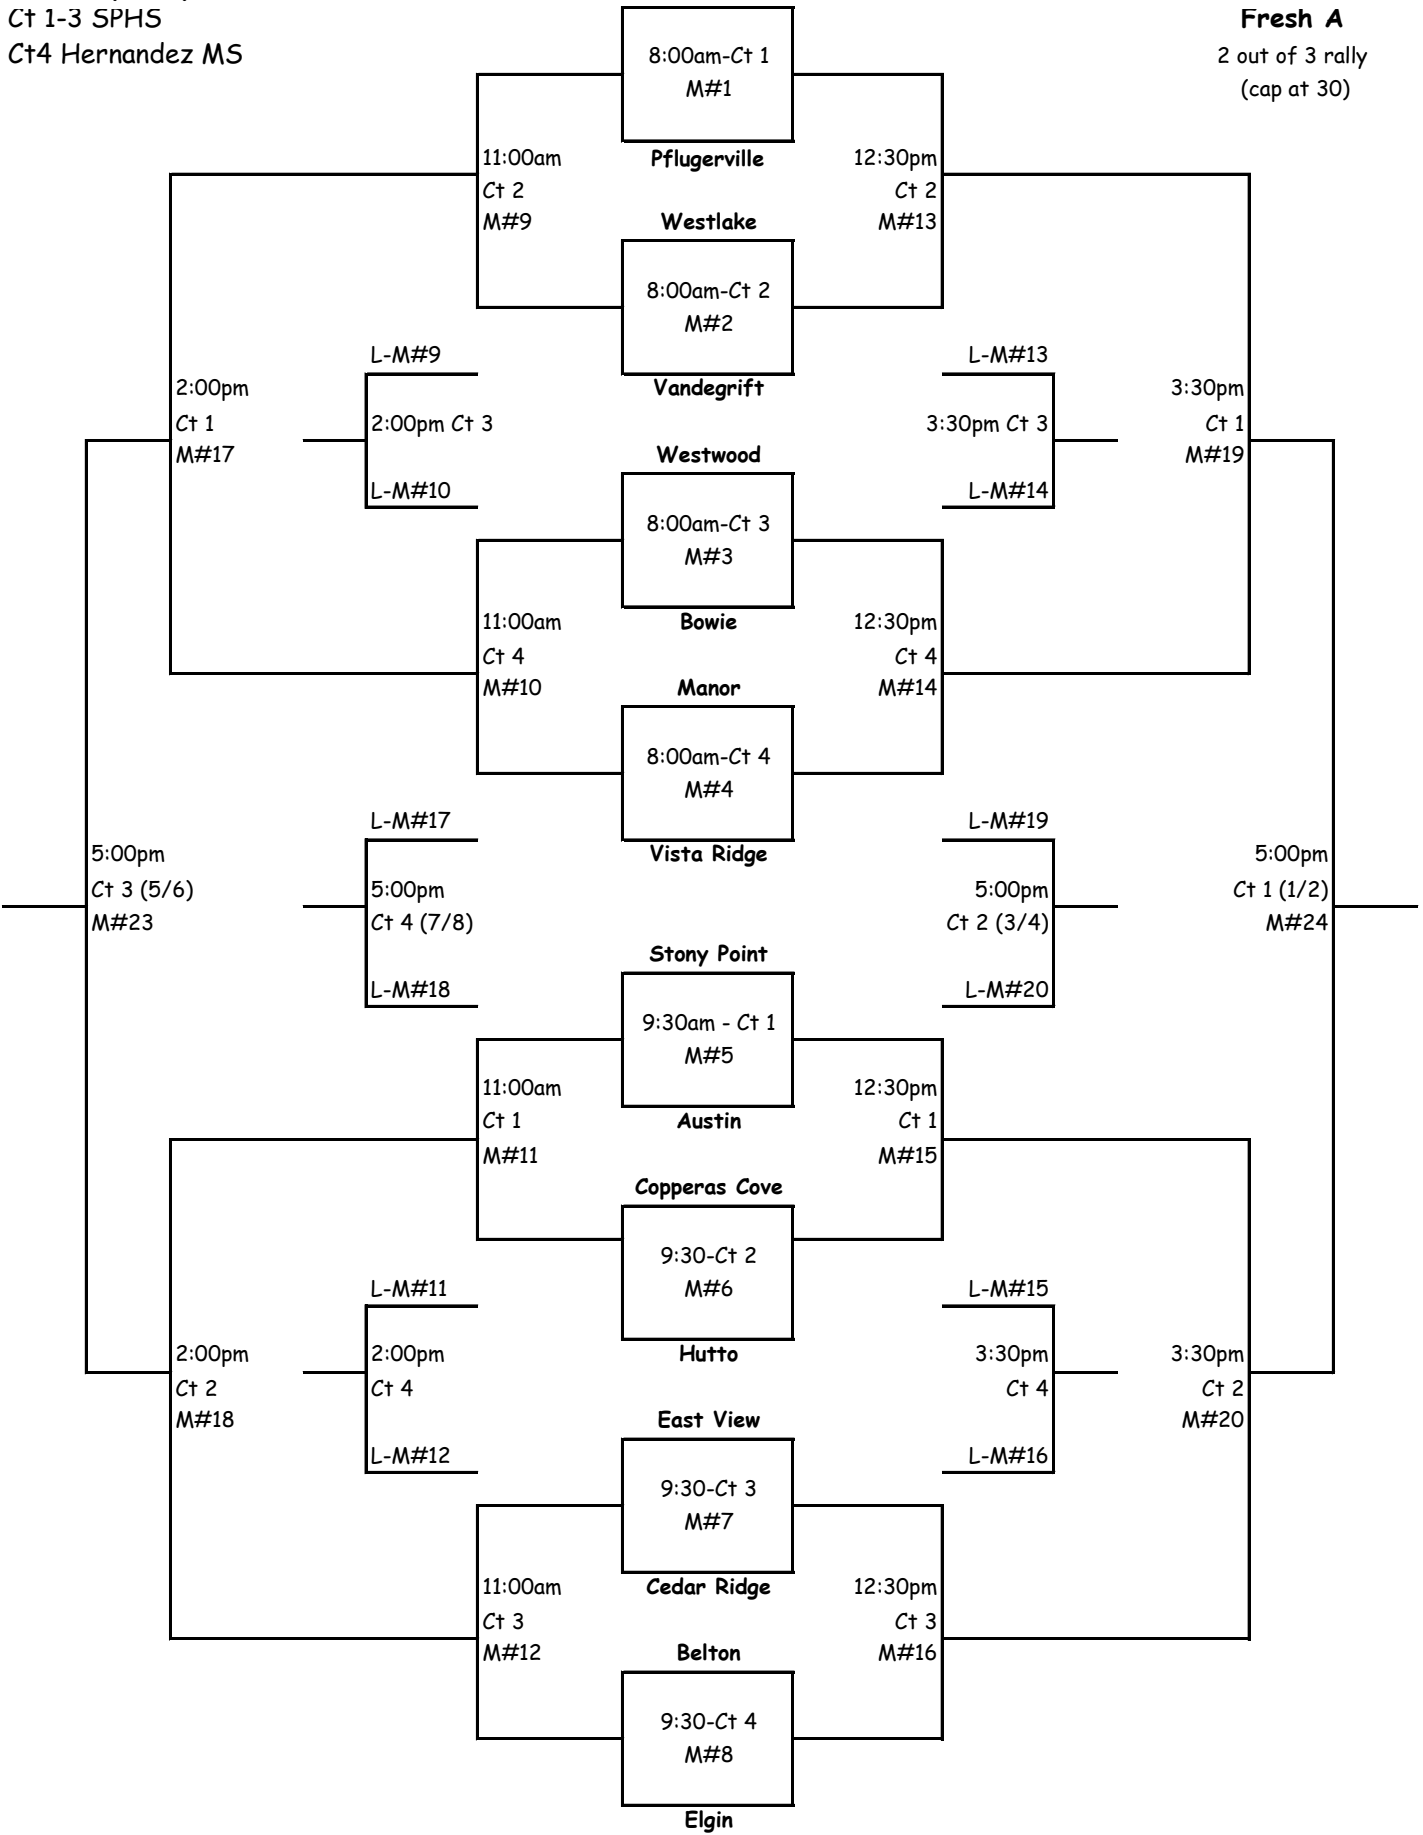 Ct 1-3 SPHS
Ct4 Hernandez MS
Fresh A
2 out of 3 rally
(cap at 30)
8:00am-Ct 1
M#1
Pflugerville
11:00am
Ct 2
M#9
12:30pm
Ct 2
M#13
Westlake
8:00am-Ct 2
M#2
Vandegrift
L-M#9
2:00pm Ct 3
L-M#10
L-M#13
3:30pm Ct 3
L-M#14
2:00pm
Ct 1
M#17
3:30pm
Ct 1
M#19
Westwood
8:00am-Ct 3
M#3
Bowie
11:00am
Ct 4
M#10
12:30pm
Ct 4
M#14
Manor
8:00am-Ct 4
M#4
Vista Ridge
5:00pm
Ct 3 (5/6)
M#23
L-M#17
5:00pm
Ct 4 (7/8)
L-M#18
L-M#19
5:00pm
Ct 2 (3/4)
L-M#20
5:00pm
Ct 1 (1/2)
M#24
Stony Point
9:30am - Ct 1
M#5
Austin
11:00am
Ct 1
M#11
12:30pm
Ct 1
M#15
Copperas Cove
9:30-Ct 2
M#6
Hutto
L-M#11
2:00pm
Ct 4
L-M#12
L-M#15
3:30pm
Ct 4
L-M#16
2:00pm
Ct 2
M#18
3:30pm
Ct 2
M#20
East View
9:30-Ct 3
M#7
Cedar Ridge
11:00am
Ct 3
M#12
12:30pm
Ct 3
M#16
Belton
9:30-Ct 4
M#8
Elgin